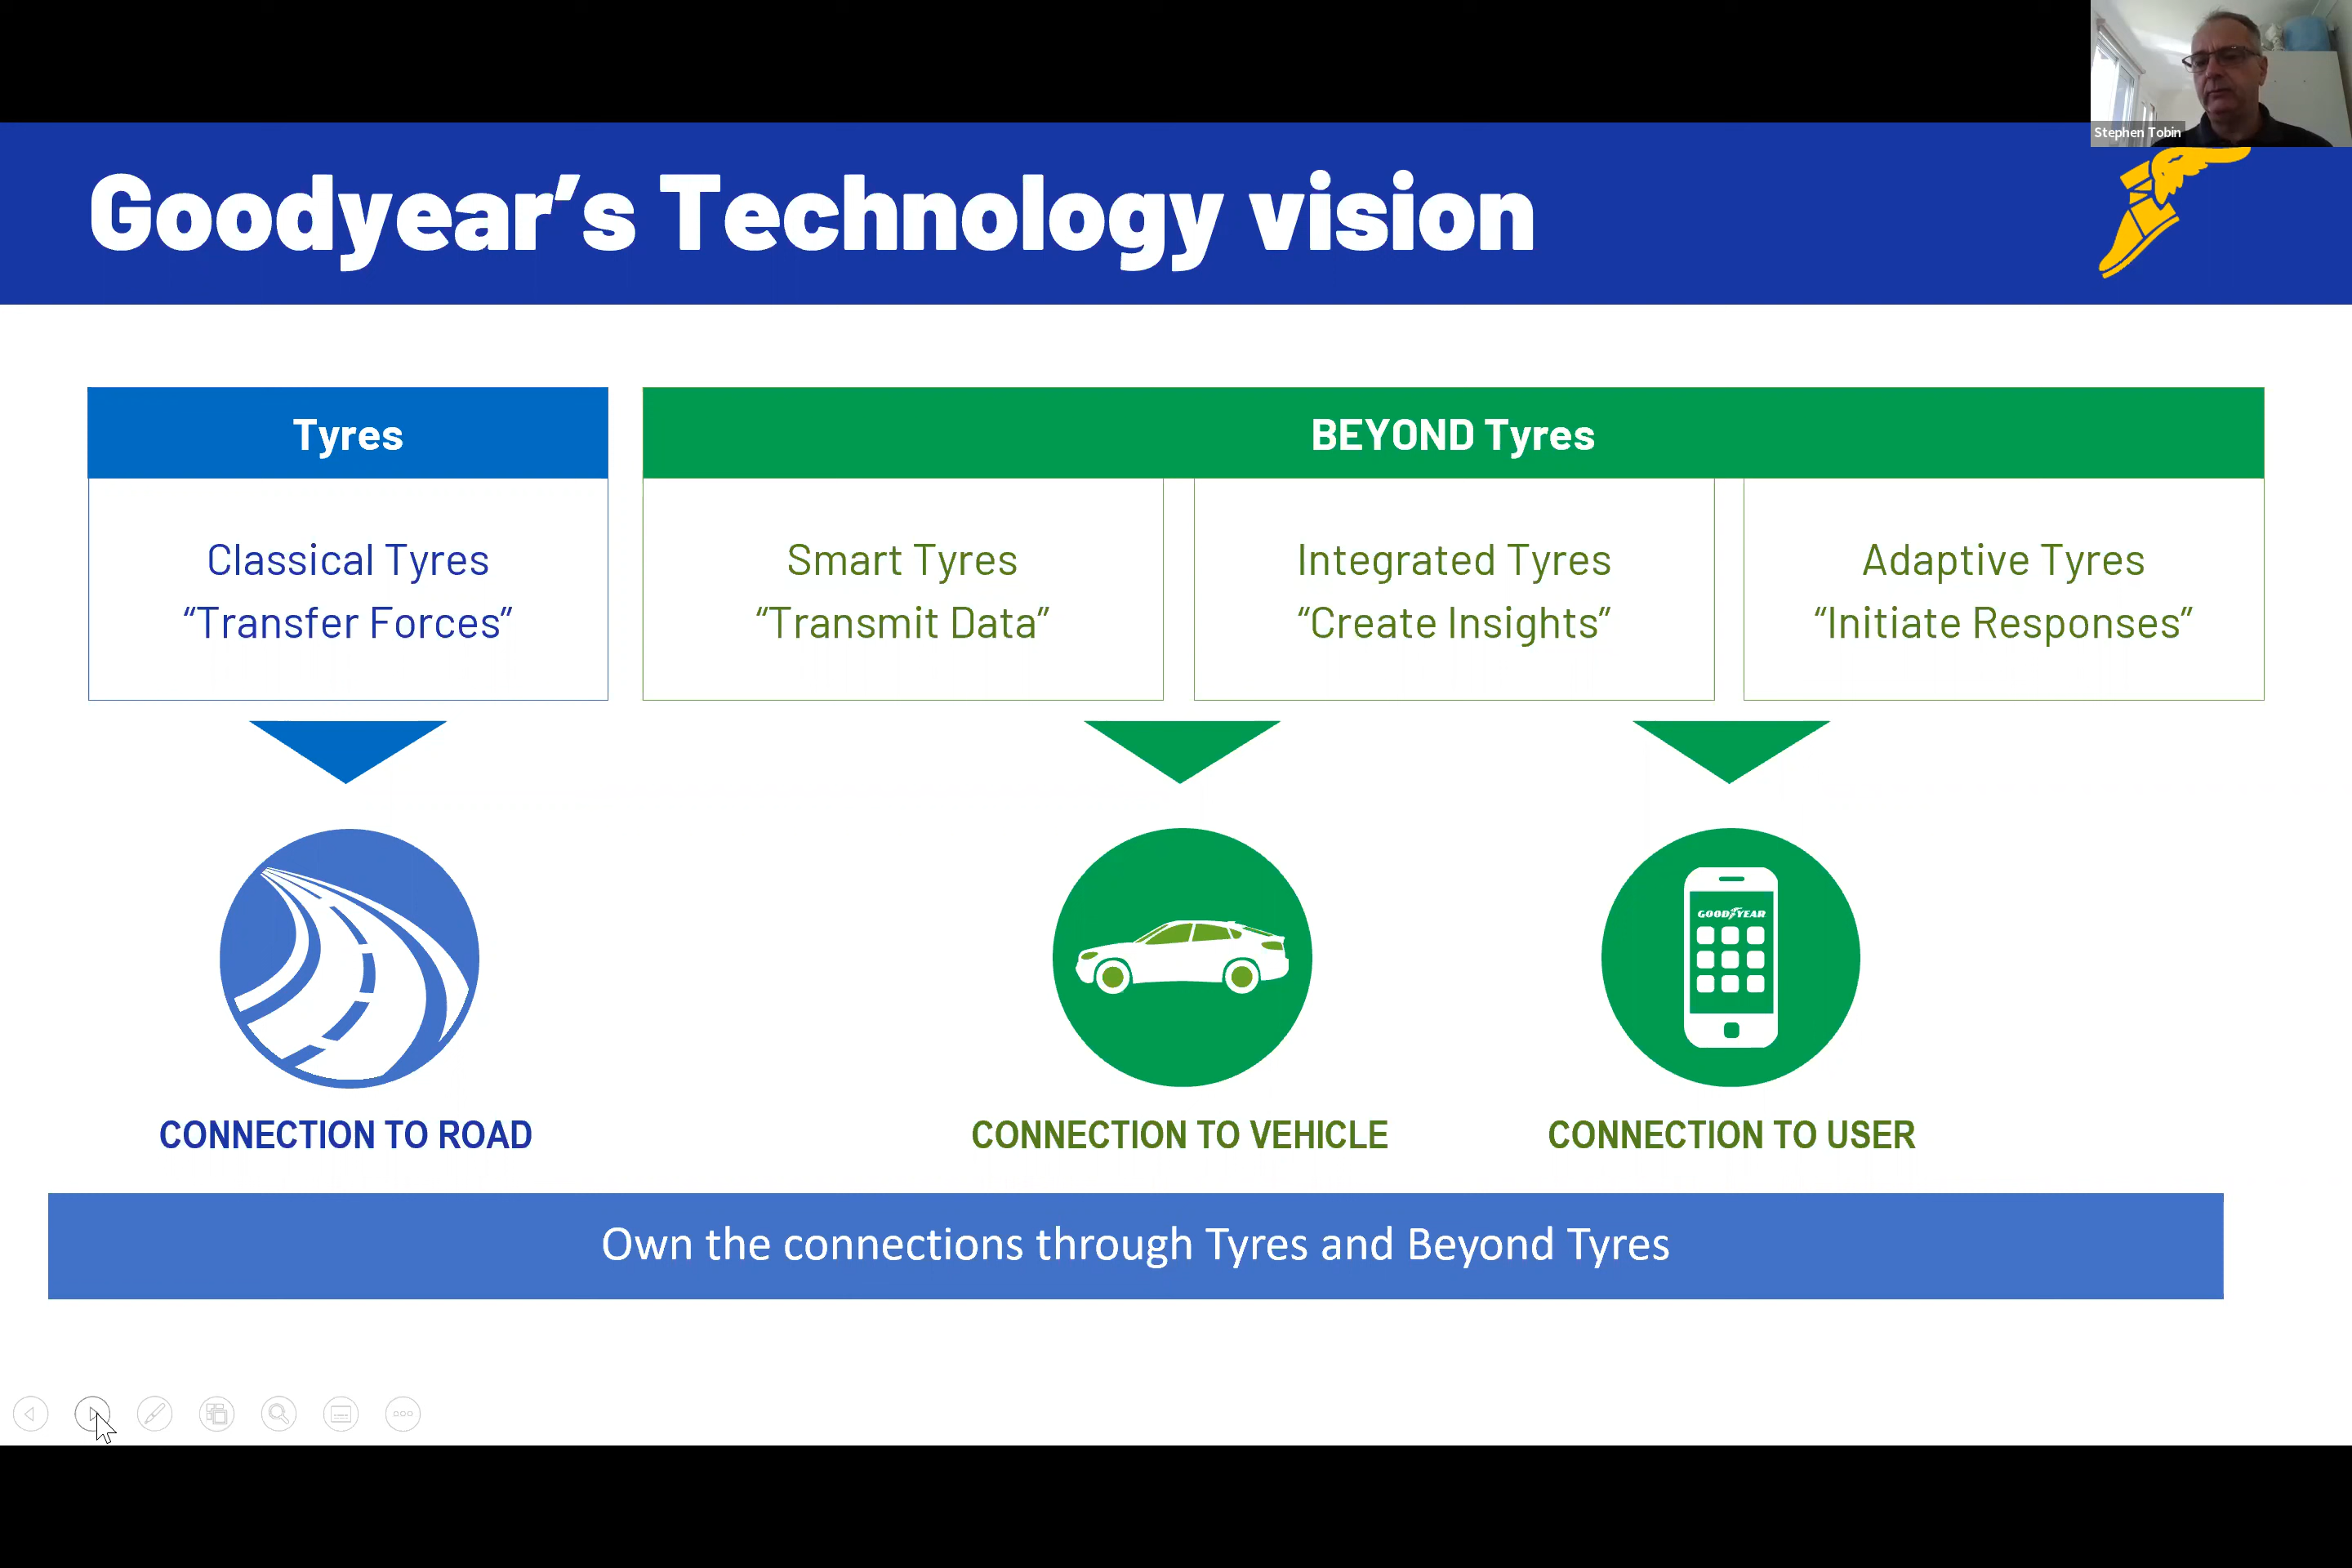 Stephen Tobin
Goodyear’s Technology vision
Tyres
BEYOND Tyres
Classical Tyres
“Transfer Forces”
Smart Tyres
“Transmit Data”
Integrated Tyres
“Create Insights”
Adaptive Tyres
“Initiate Responses”
GOODYEAR
CONNECTION TO ROAD
CONNECTION TO VEHICLE
CONNECTION TO USER
Own the connections through Tyres and Beyond Tyres